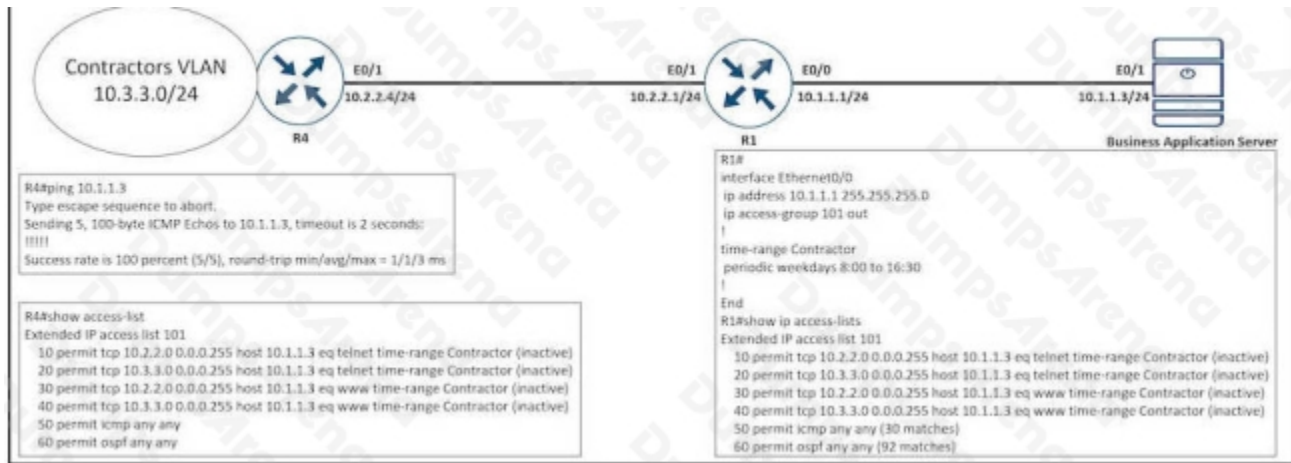 Contractors VLAN
10.3.3.0/24
E0/1
10.2.2.4/24
R4
E0/1
10.2.2.1/24
R1
E0/0
10.1.1.1/24
E0/1
10.1.1.3/24
Business Application Server
R4#ping 10.1.1.3
Type escape sequence to abort.
Sending 5, 100-byte ICMP Echos to 10.1.1.3, timeout is 2 seconds:
!!!!!
Success rate is 100 percent (5/5), round-trip min/avg/max = 1/1/3 ms
R4#show access-list
Extended IP access list 101
10 permit tcp 10.2.2.0 0.0.0.255 host 10.1.1.3 eq telnet time-range Contractor (inactive)
20 permit tcp 10.3.3.0 0.0.0.255 host 10.1.1.3 eq telnet time-range Contractor (inactive)
30 permit tcp 10.2.2.0 0.0.0.255 host 10.1.1.3 eq www time-range Contractor (inactive)
40 permit tcp 10.3.3.0 0.0.0.255 host 10.1.1.3 eq www time-range Contractor (inactive)
50 permit icmp any any
60 permit ospf any any
R1#
interface Ethernet0/0
ip address 10.1.1.1 255.255.255.0
ip access-group 101 out
!
time-range Contractor
periodic weekdays 8:00 to 16:30
!
End
R1#show ip access-lists
Extended IP access list 101
10 permit tcp 10.2.2.0 0.0.0.255 host 10.1.1.3 eq telnet time-range Contractor (inactive)
20 permit tcp 10.3.3.0 0.0.0.255 host 10.1.1.3 eq telnet time-range Contractor (inactive)
30 permit tcp 10.2.2.0 0.0.0.255 host 10.1.1.3 eq www time-range Contractor (inactive)
40 permit tcp 10.3.3.0 0.0.0.255 host 10.1.1.3 eq www time-range Contractor (inactive)
50 permit icmp any any (30 matches)
60 permit ospf any any (92 matches)
DumpsArena